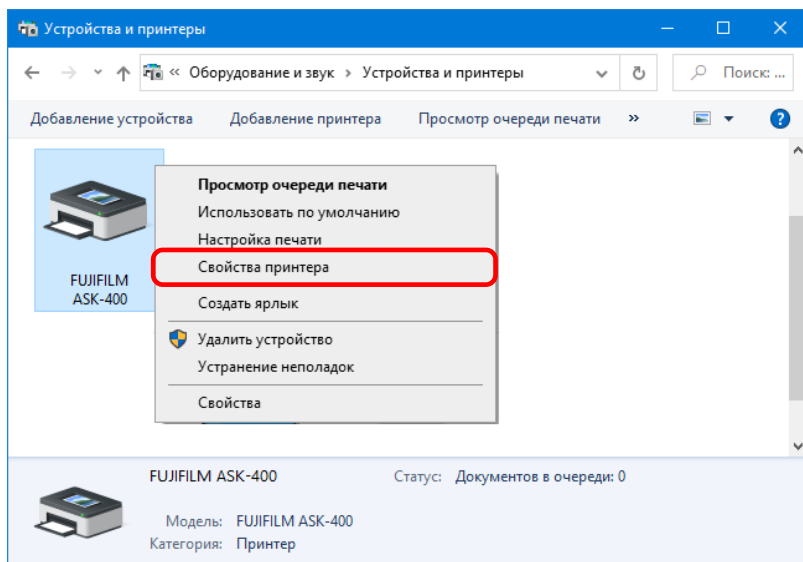 Устройства и принтеры
« Оборудование и звук › Устройства и принтеры
Поиск: ...
Добавление устройства Добавление принтера Просмотр очереди печати »
?
Просмотр очереди печати
Использовать по умолчанию
Настройка печати
Свойства принтера
Создать ярлык
Удалить устройство
Устранение неполадок
Свойства
FUJIFILM
ASK-400
FUJIFILM ASK-400 Статус: Документов в очереди: 0
Модель: FUJIFILM ASK-400
Категория: Принтер